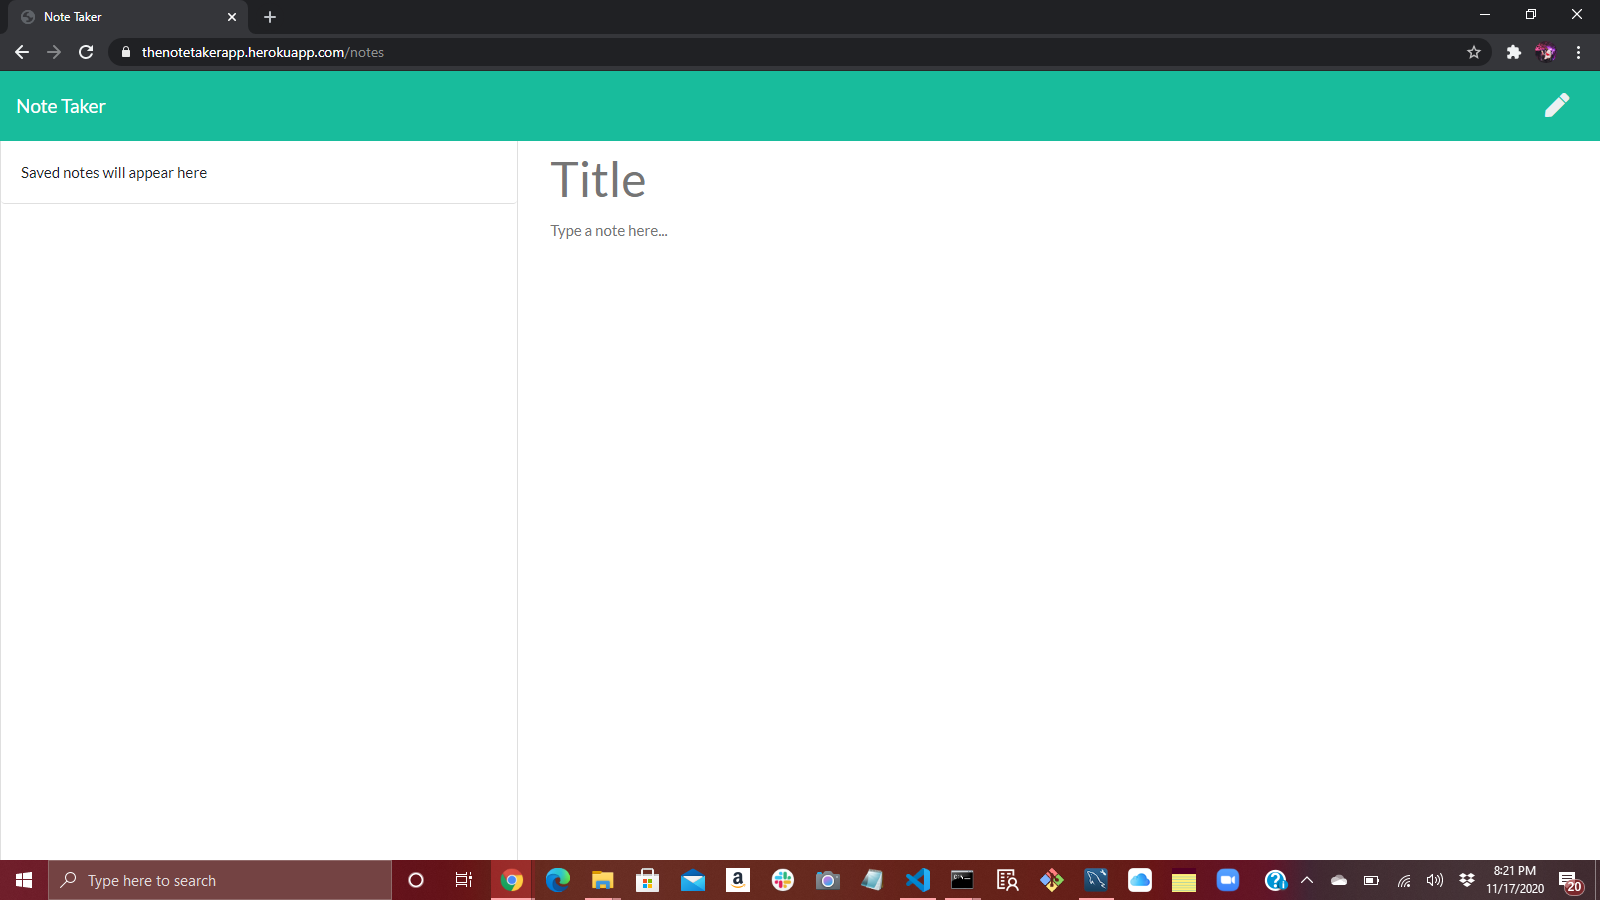 Note Taker
thenotetakerapp.herokuapp.com/notes
Note Taker
Saved notes will appear here
Title
Type a note here...
Type here to search
8:21 PM
11/17/2020
20